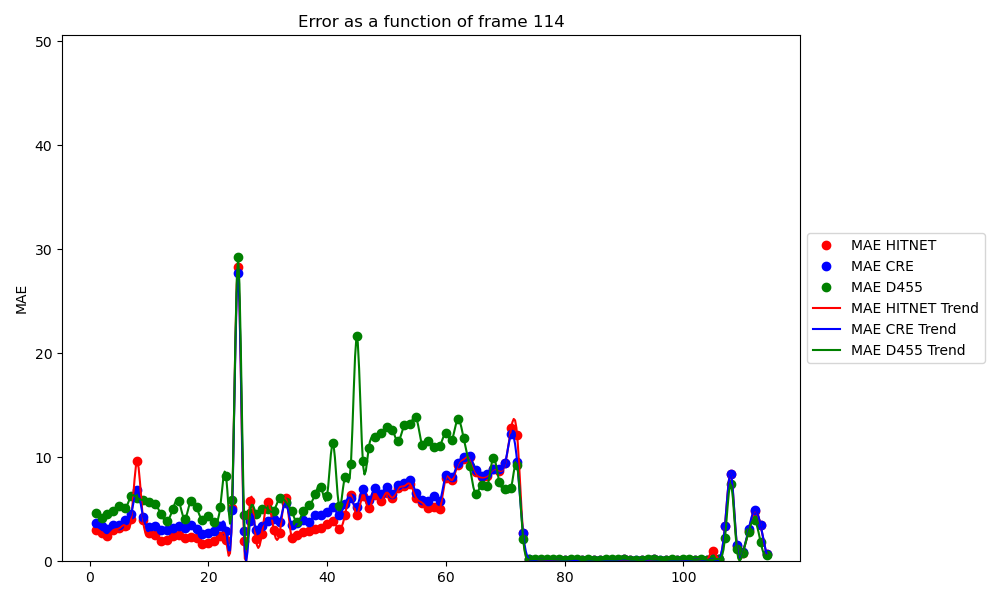 Error as a function of frame 114
50
40
30
20
10
0
MAE
0 20 40 60 80 100
MAE HITNET
MAE CRE
MAE D455
MAE HITNET Trend
MAE CRE Trend
MAE D455 Trend